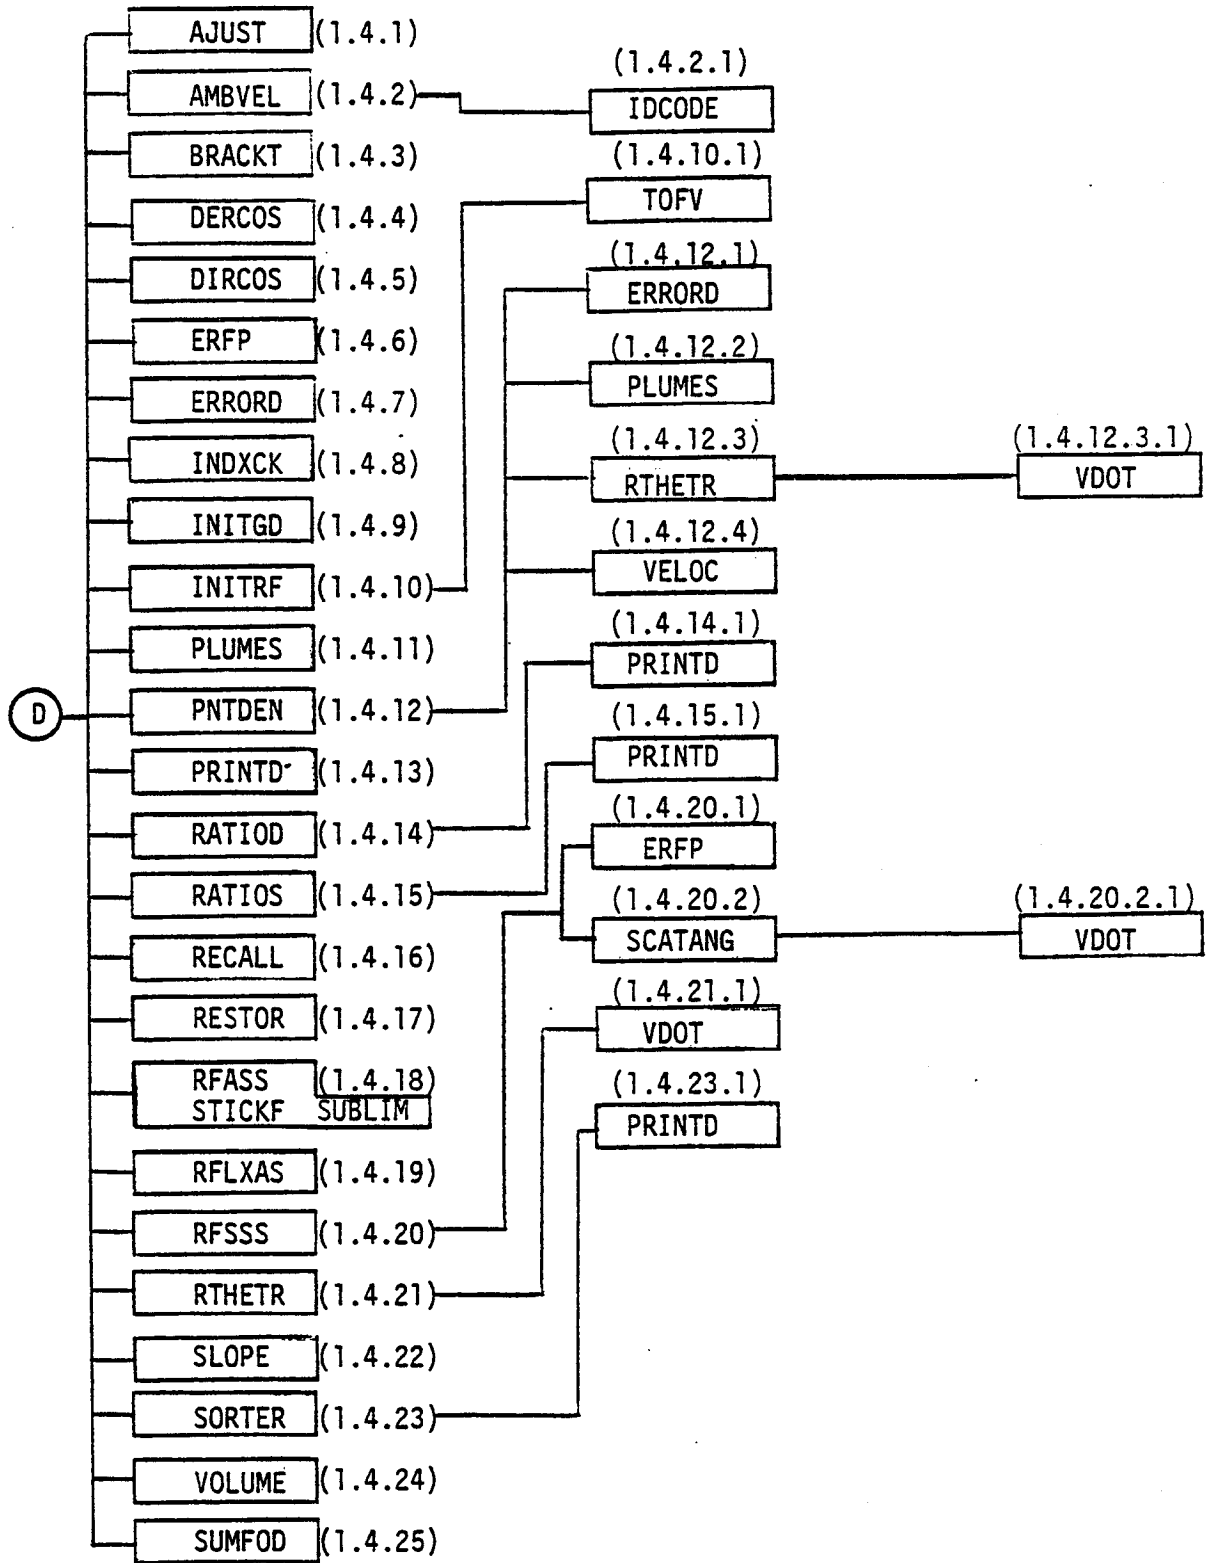 AJUST (1.4.1)
AMBVEL (1.4.2)
BRACKT (1.4.3)
DERCOS (1.4.4)
DIRCOS (1.4.5)
ERFP (1.4.6)
ERRORD (1.4.7)
INDXCK (1.4.8)
INITGD (1.4.9)
INITRF (1.4.10)
PLUMES (1.4.11)
D
PNTDEN (1.4.12)
PRINTD (1.4.13)
RATIOD (1.4.14)
RATIOS (1.4.15)
RECALL (1.4.16)
RESTOR (1.4.17)
RFASS (1.4.18)
STICKF SUBLIM
RFLXAS (1.4.19)
RFSSS (1.4.20)
RTHETR (1.4.21)
SLOPE (1.4.22)
SORTER (1.4.23)
VOLUME (1.4.24)
SUMFOD (1.4.25)
(1.4.2.1)
IDCODE
(1.4.10.1)
TOFV
(1.4.12.1)
ERRORD
(1.4.12.2)
PLUMES
(1.4.12.3)
RTHETR
(1.4.12.4)
VELOC
(1.4.14.1)
PRINTD
(1.4.15.1)
PRINTD
(1.4.20.1)
ERFP
(1.4.20.2)
SCATANG
(1.4.21.1)
VDOT
(1.4.23.1)
PRINTD
(1.4.12.3.1)
VDOT
(1.4.20.2.1)
VDOT